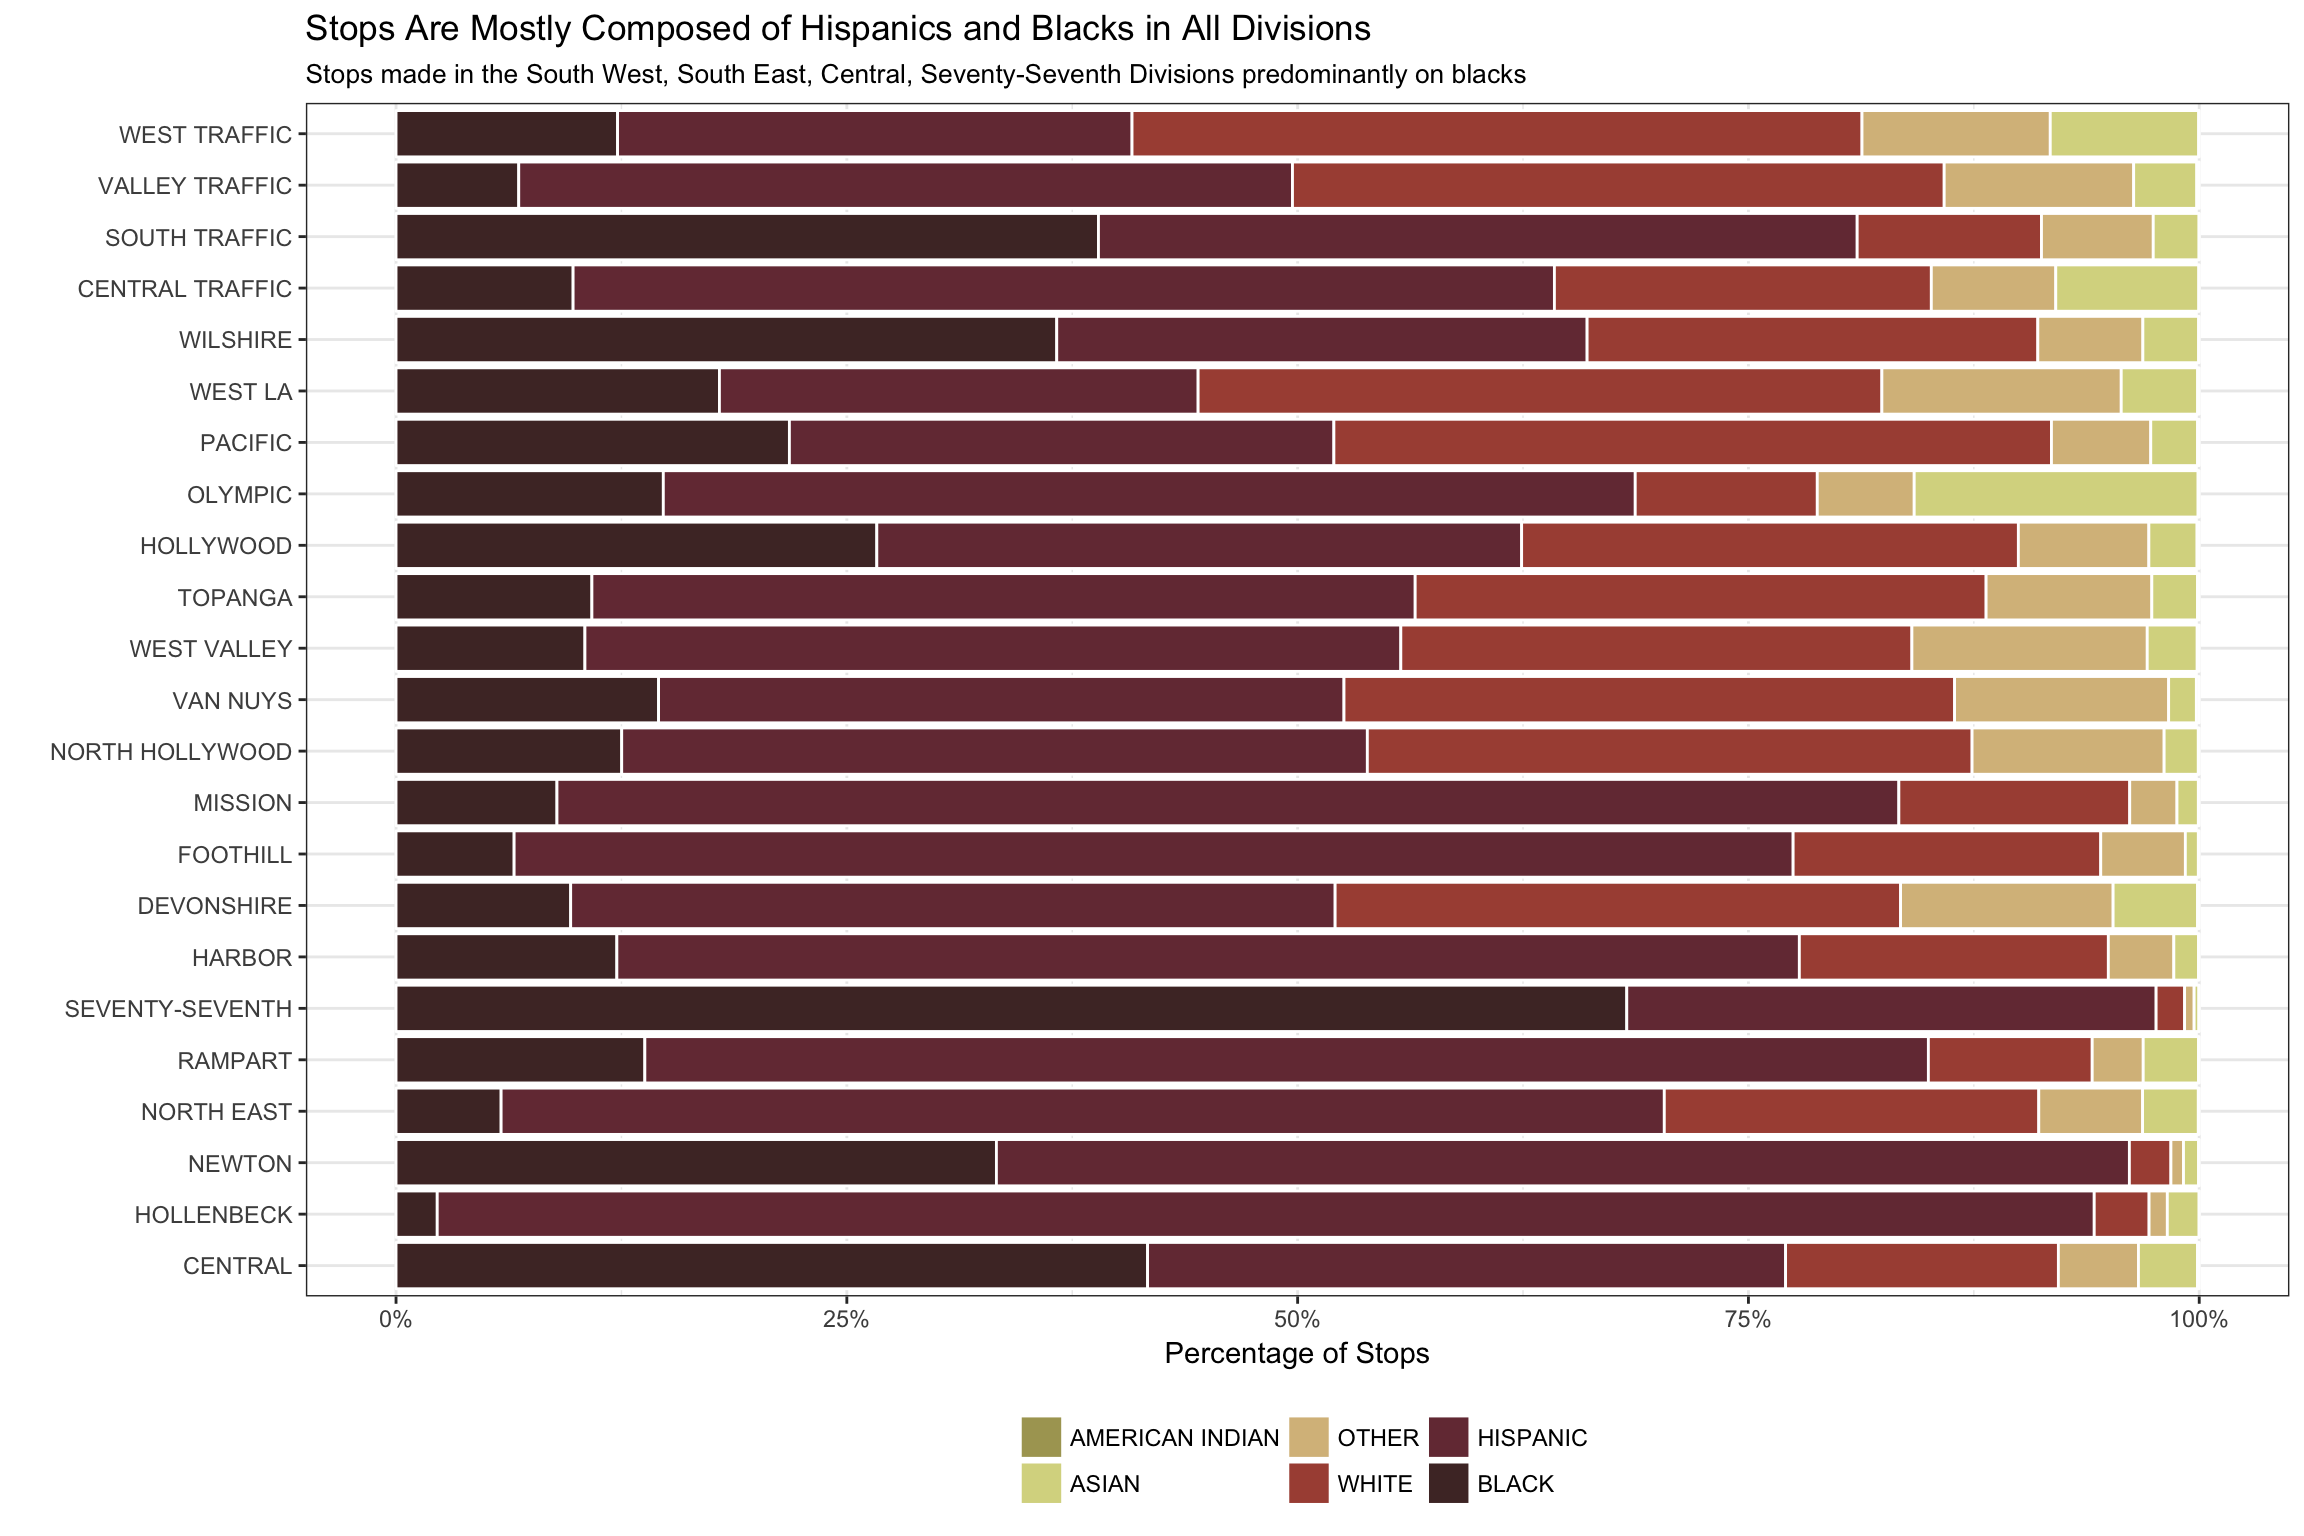 Stops Are Mostly Composed of Hispanics and Blacks in All Divisions
Stops made in the South West, South East, Central, Seventy-Seventh Divisions predominantly on blacks
WEST TRAFFIC
VALLEY TRAFFIC
SOUTH TRAFFIC
CENTRAL TRAFFIC
WILSHIRE
WEST LA
PACIFIC
OLYMPIC
HOLLYWOOD
TOPANGA
WEST VALLEY
VAN NUYS
NORTH HOLLYWOOD
MISSION
FOOTHILL
DEVONSHIRE
HARBOR
SEVENTY-SEVENTH
RAMPART
NORTH EAST
NEWTON
HOLLENBECK
CENTRAL
0% 25% 50% 75% 100%
Percentage of Stops
AMERICAN INDIAN OTHER HISPANIC
ASIAN WHITE BLACK